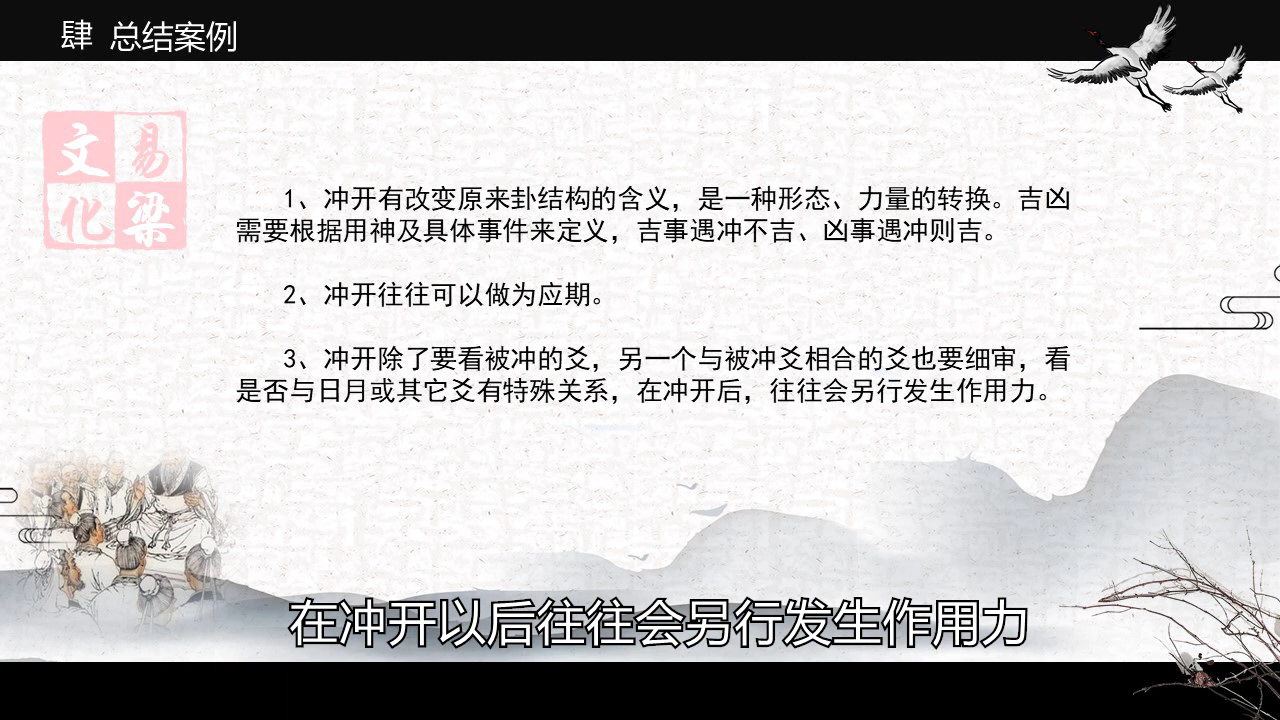 肆 总结案例
文易
化梁
1、冲开有改变原来卦结构的含义，是一种形态、力量的转换。吉凶
需要根据用神及具体事件来定义，吉事遇冲不吉、凶事遇冲则吉。
2、冲开往往可以做为应期。
3、冲开除了要看被冲的爻，另一个与被冲爻相合的爻也要细审，看
是否与日月或其它爻有特殊关系，在冲开后，往往会另行发生作用力。
在冲开以后往往会另行发生作用力